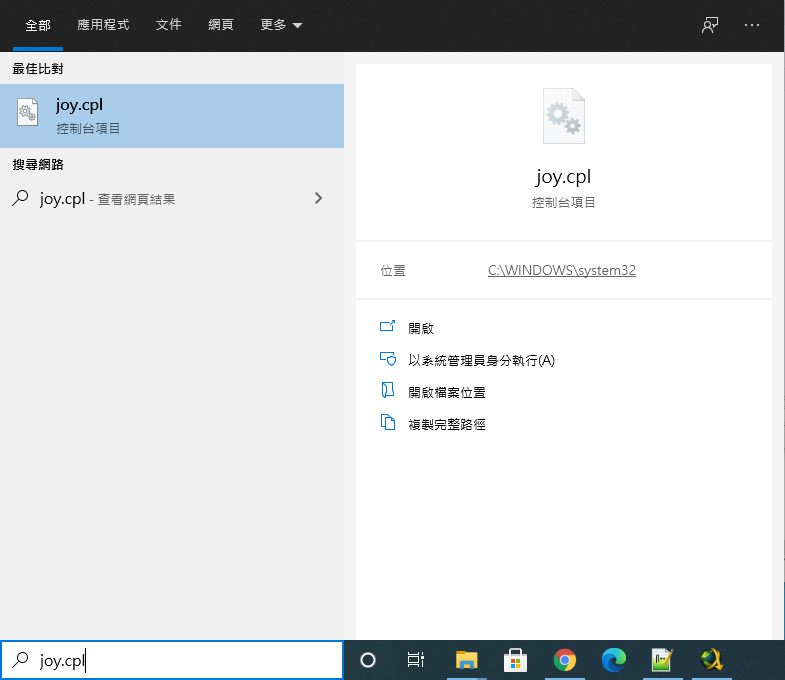 全部 應用程式 文件 網頁 更多
最佳比對
joy.cpl
控制台項目
搜尋網路
joy.cpl - 查看網頁結果
joy.cpl
控制台項目
位置 C:\WINDOWS\system32
開啟
以系統管理員身分執行(A)
開啟檔案位置
複製完整路徑
joy.cpl